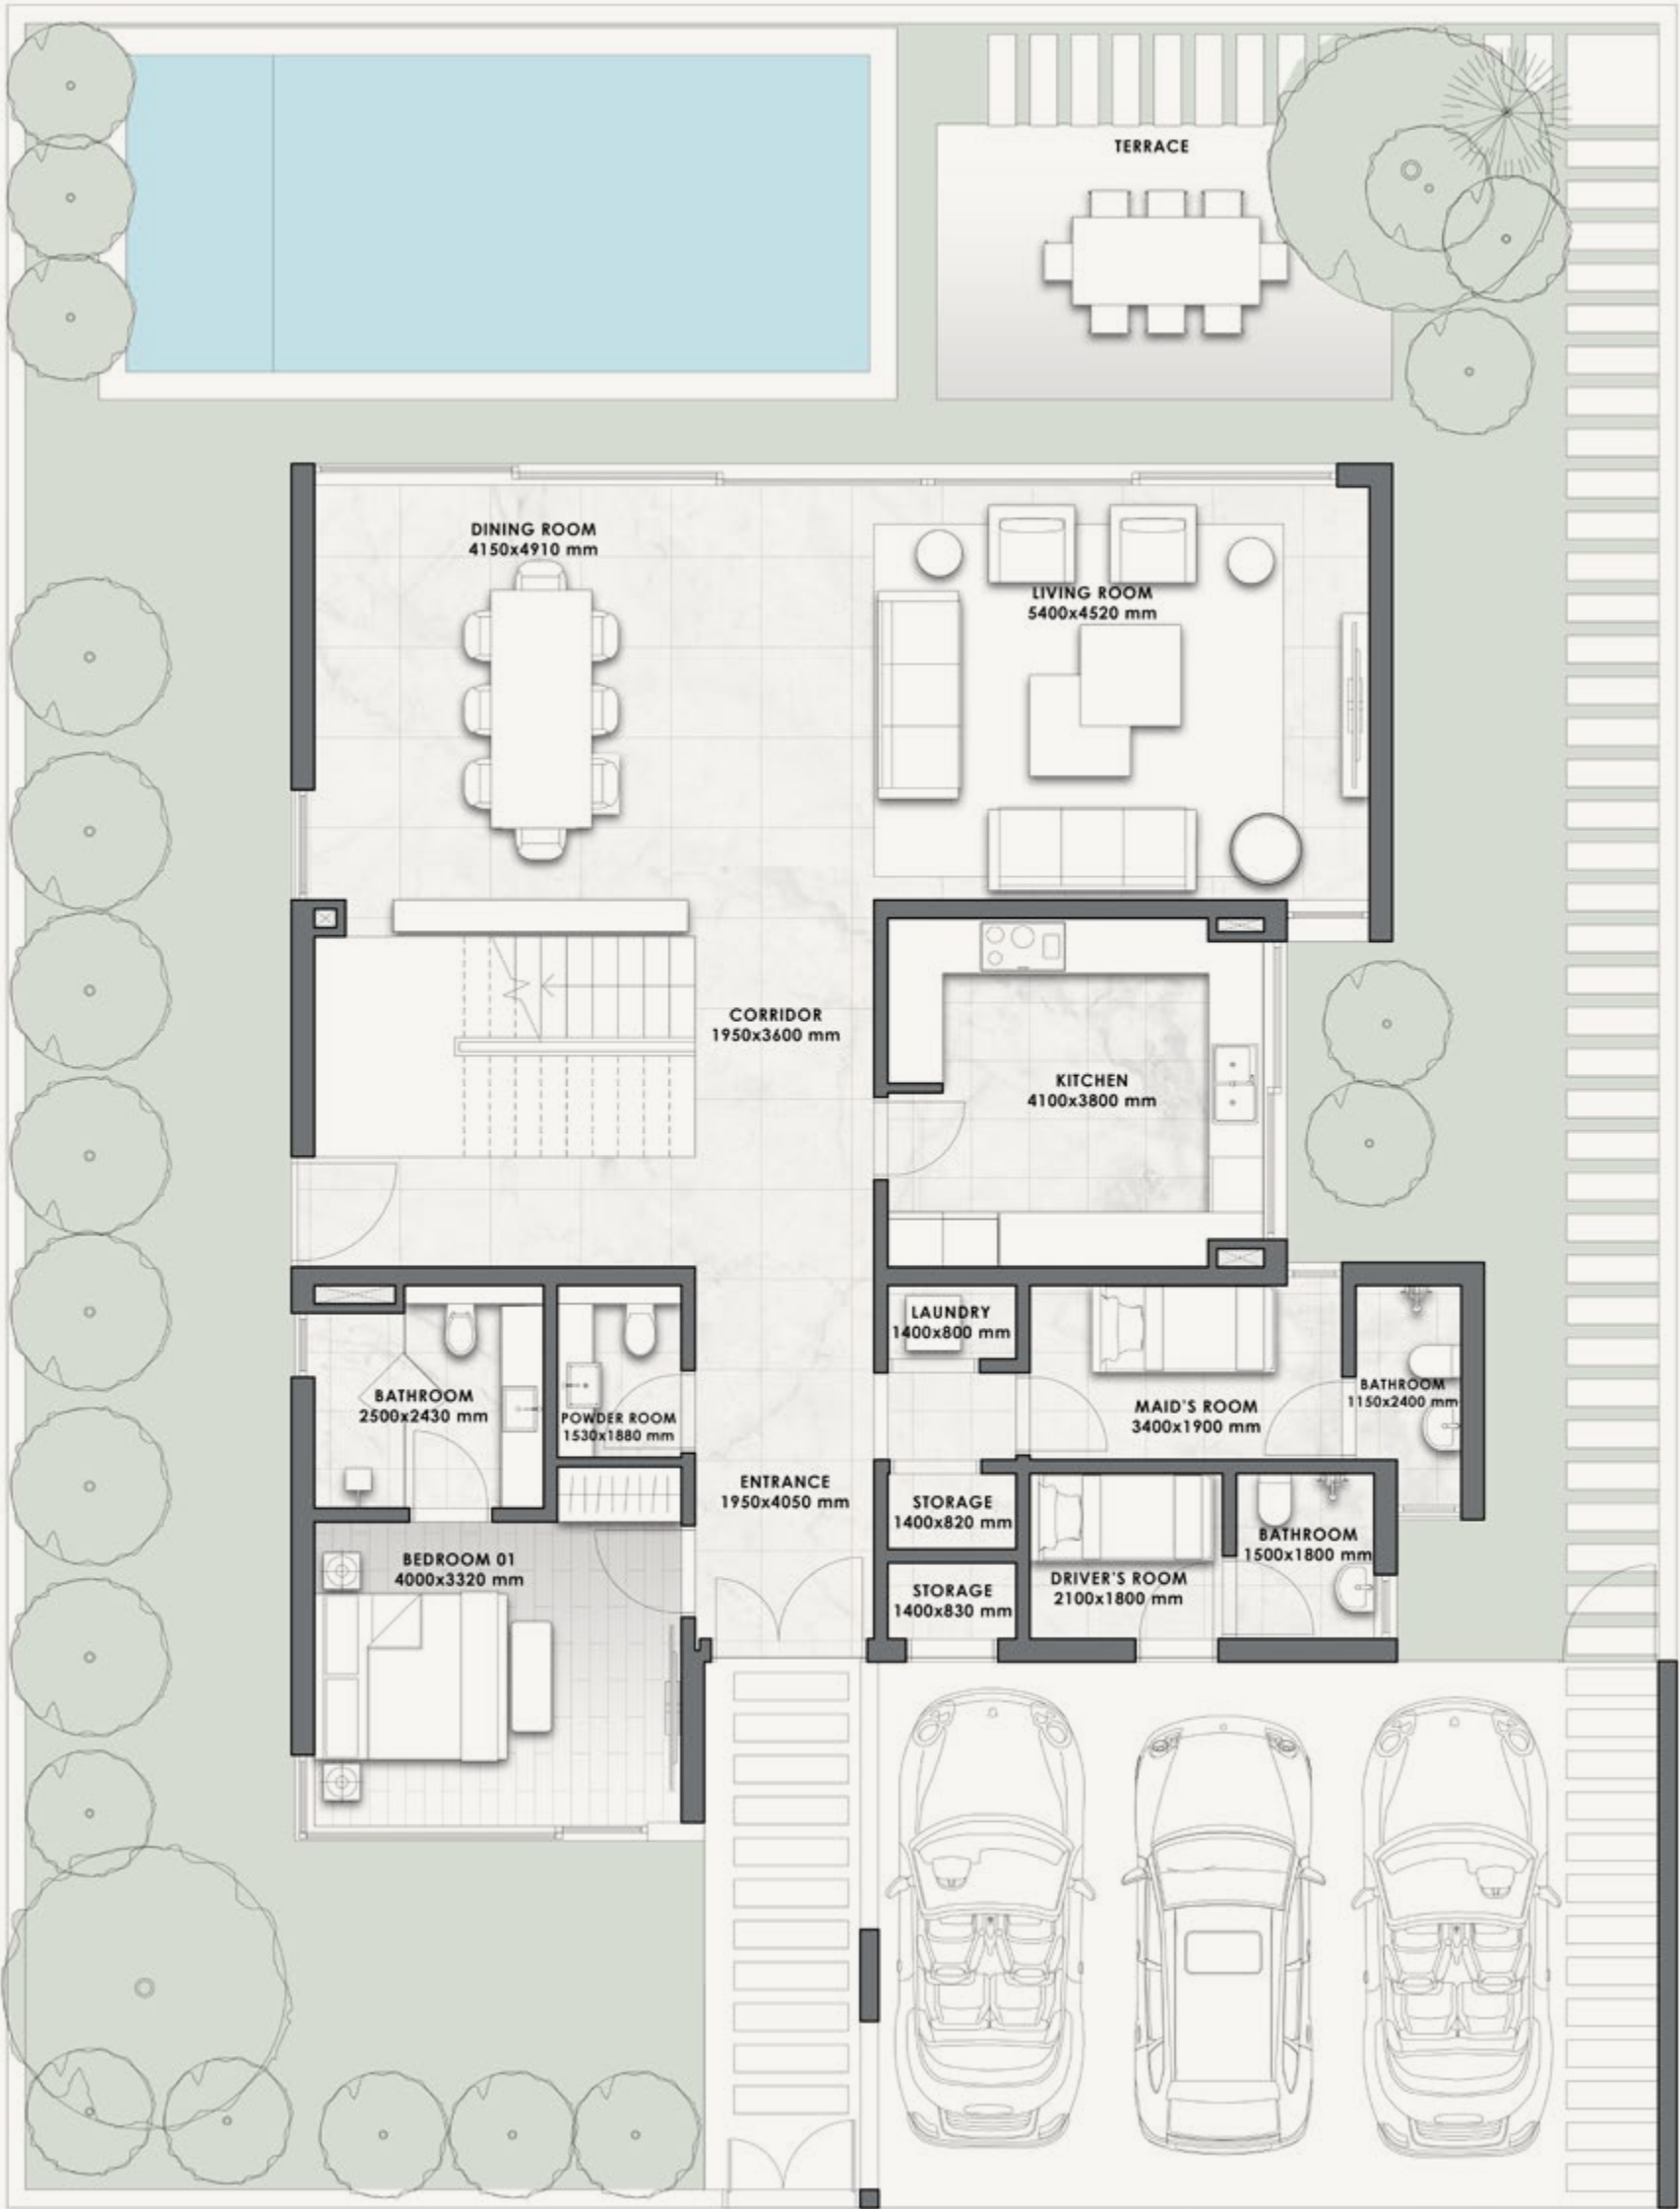 TERRACE
DINING ROOM
4150x4910 mm
LIVING ROOM
5400x4520 mm
CORRIDOR
1950x3600 mm
KITCHEN
4100x3800 mm
LAUNDRY
1400x800 mm
BATHROOM
2500x2430 mm
POWDER ROOM
1530x1880 mm
MAID'S ROOM
3400x1900 mm
BATHROOM
1150x2400 mm
ENTRANCE
1950x4050 mm
STORAGE
1400x820 mm
BATHROOM
1500x1800 mm
BEDROOM 01
4000x3320 mm
STORAGE
1400x830 mm
DRIVER'S ROOM
2100x1800 mm